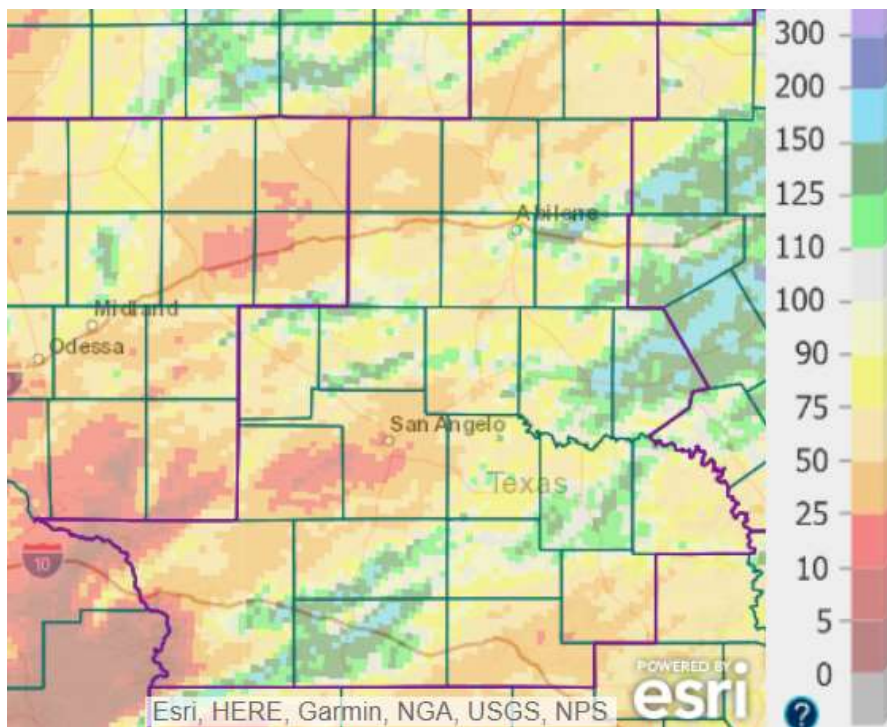 300
200
150
125
110
100
90
75
50
25
10
5
0
Abilene
Midland
Odessa
San Angelo
Texas
10
POWERED BY
esri
Esri, HERE, Garmin, NGA, USGS, NPS
?